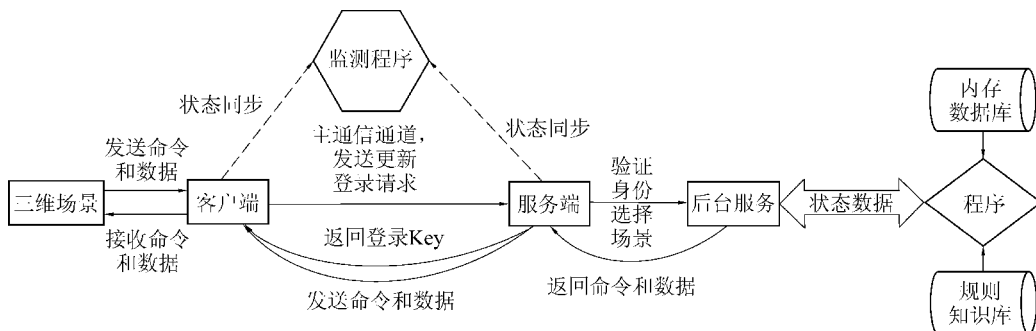 监测程序
状态同步
主通信通道，
发送更新
登录请求
状态同步
内存
数据库
发送命令
和数据
三维场景
客户端
服务端
验证
身份
选择
场景
后台服务
状态数据
程序
接收命令
和数据
返回登录Key
发送命令和数据
返回命令和数据
规则
知识库